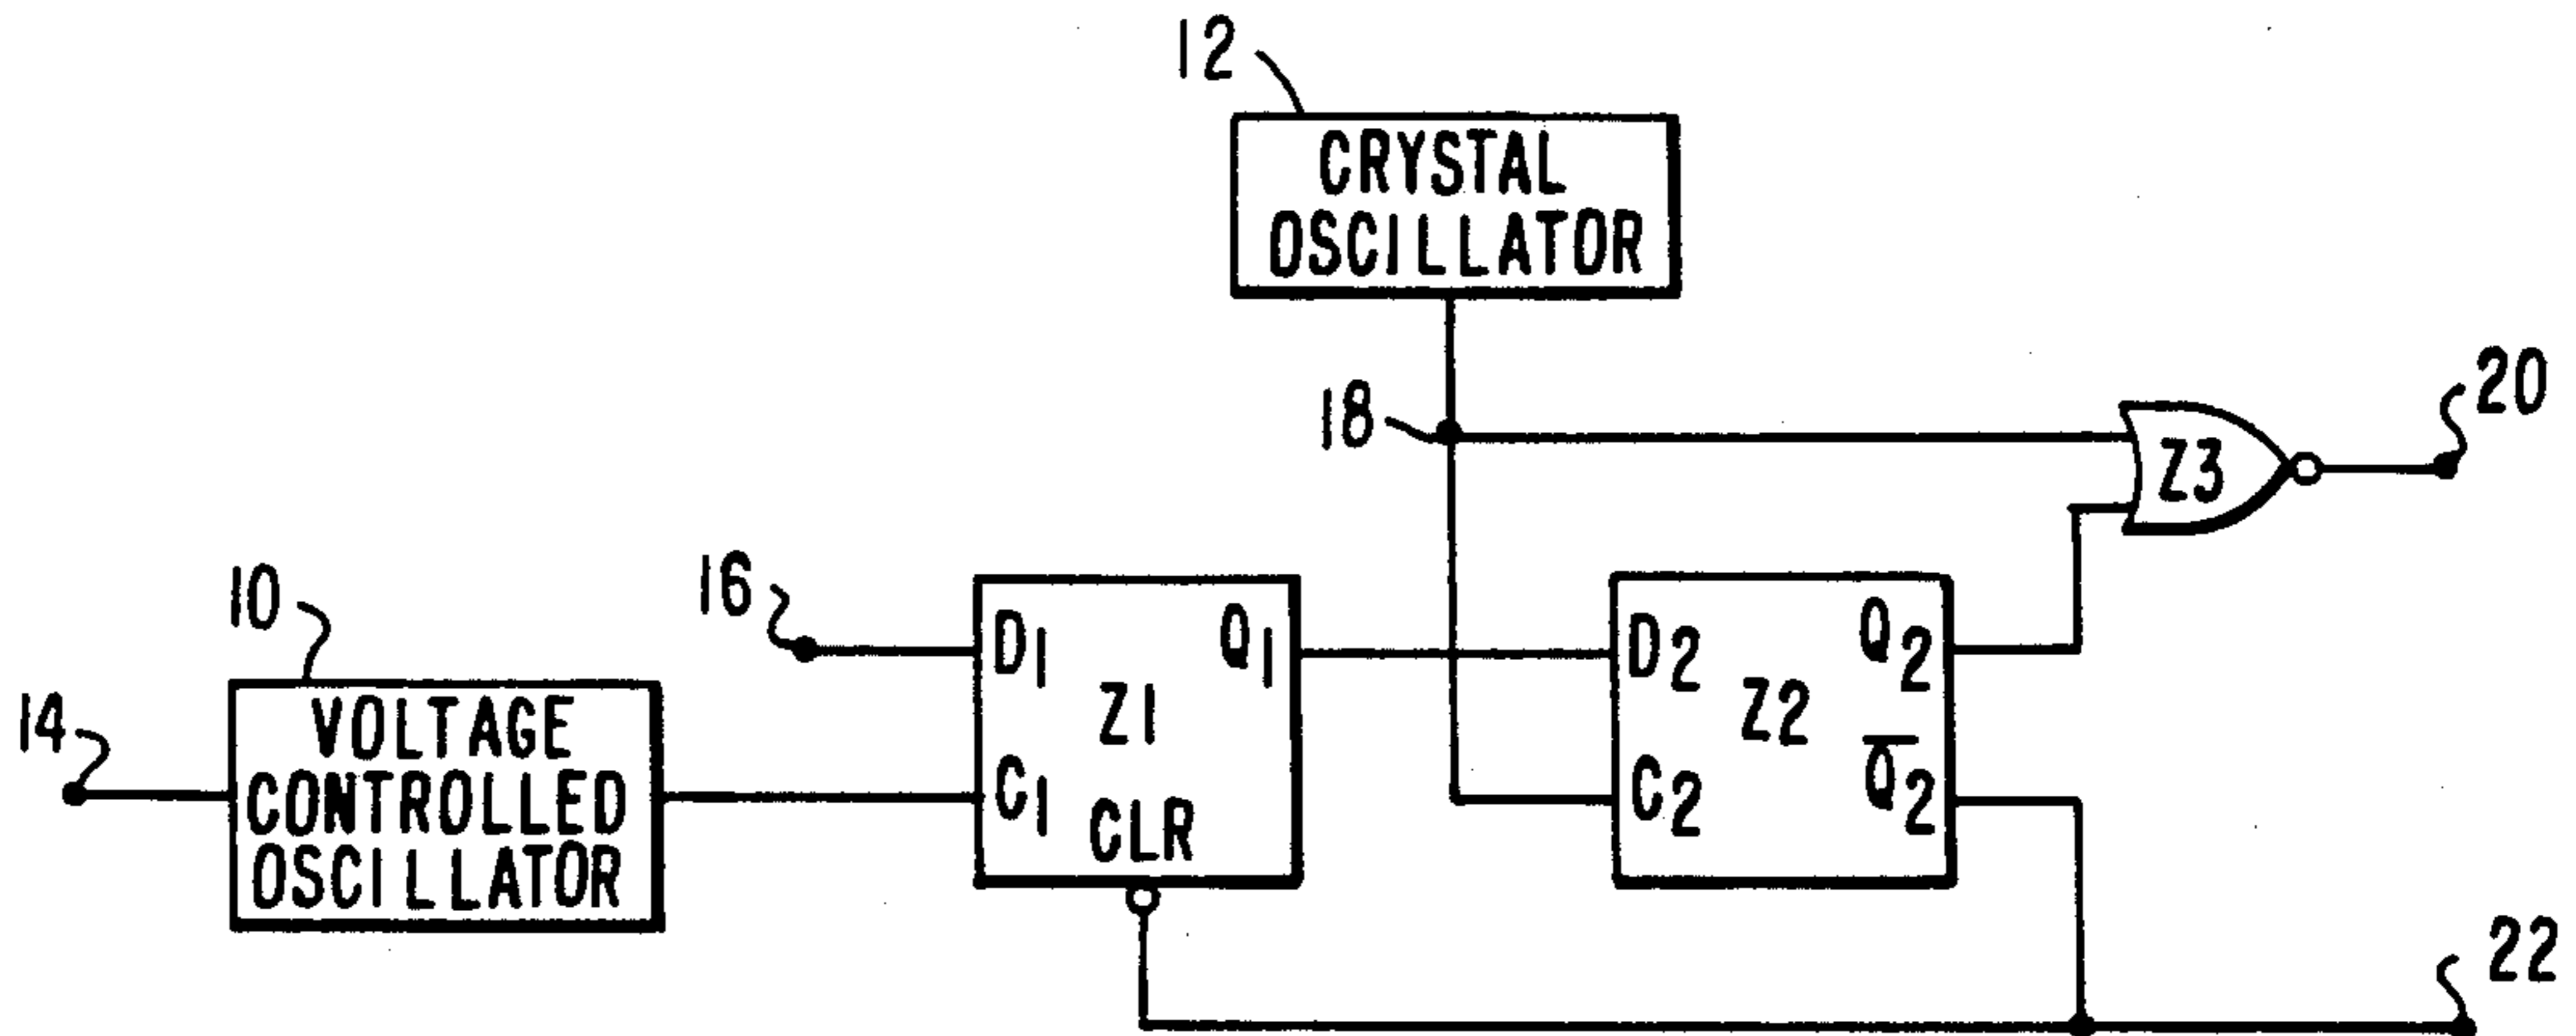 12
CRYSTAL
OSCILLATOR
18
20
Z3
16
10
14
VOLTAGE
CONTROLLED
OSCILLATOR
D1
Q1
Z1
C1
CLR
D2
Q2
Z2
C2
Q̅2
22